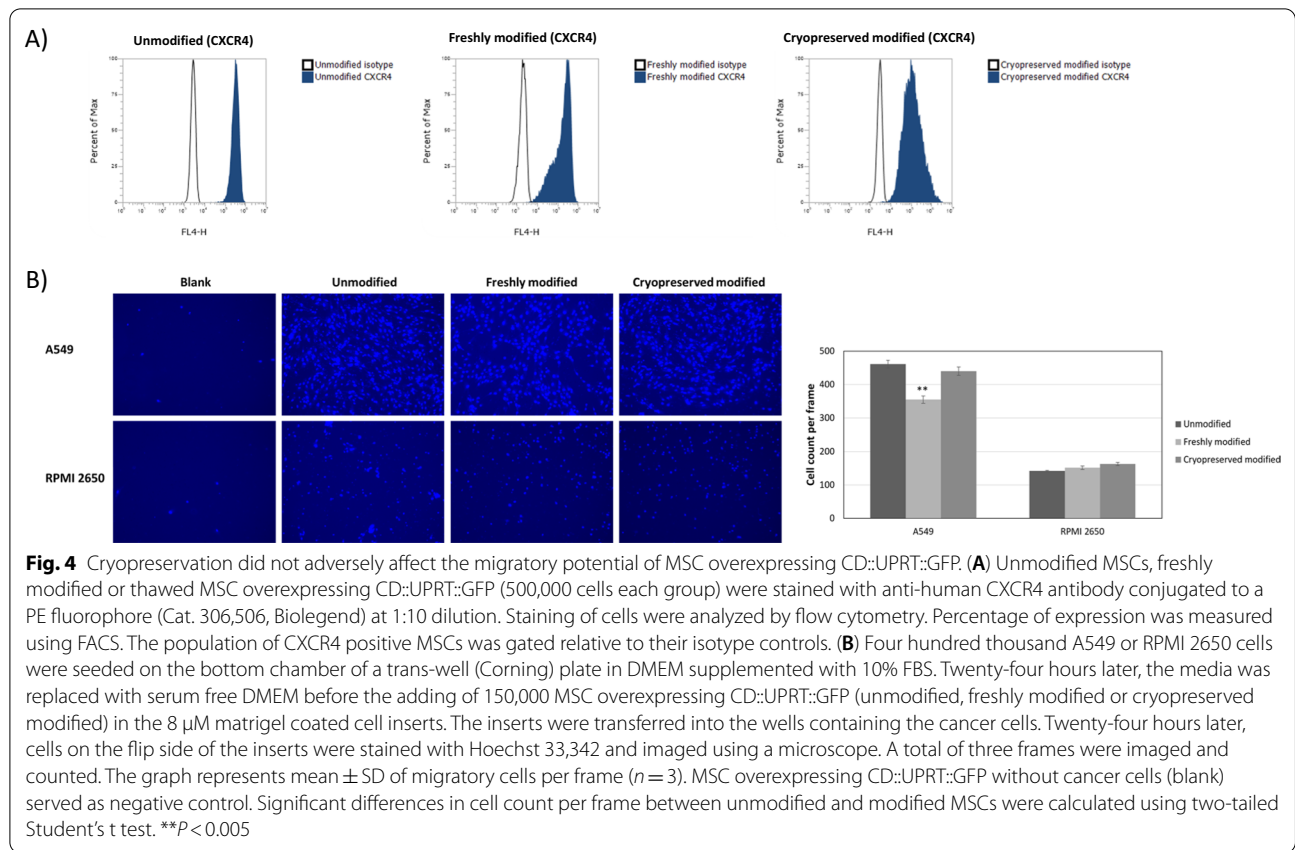 A)
Unmodified (CXCR4)
Unmodified isotype
Unmodified CXCR4
Percent of Max
100
75
50
25
0
FL4-H
Freshly modified (CXCR4)
Freshly modified isotype
Freshly modified CXCR4
Percent of Max
100
75
50
25
0
FL4-H
Cryopreserved modified (CXCR4)
Cryopreserved modified isotype
Cryopreserved modified CXCR4
Percent of Max
100
75
50
25
0
FL4-H
B)
Blank Unmodified Freshly modified Cryopreserved modified
A549
RPMI 2650
Cell count per frame
500
400
300
200
100
0
**
A549 RPMI 2650
Unmodified
Freshly modified
Cryopreserved modified
Fig. 4 Cryopreservation did not adversely affect the migratory potential of MSC overexpressing CD::UPRT::GFP. (A) Unmodified MSCs, freshly
modified or thawed MSC overexpressing CD::UPRT::GFP (500,000 cells each group) were stained with anti-human CXCR4 antibody conjugated to a
PE fluorophore (Cat. 306,506, Biolegend) at 1:10 dilution. Staining of cells were analyzed by flow cytometry. Percentage of expression was measured
using FACS. The population of CXCR4 positive MSCs was gated relative to their isotype controls. (B) Four hundred thousand A549 or RPMI 2650 cells
were seeded on the bottom chamber of a trans-well (Corning) plate in DMEM supplemented with 10% FBS. Twenty-four hours later, the media was
replaced with serum free DMEM before the adding of 150,000 MSC overexpressing CD::UPRT::GFP (unmodified, freshly modified or cryopreserved
modified) in the 8 µM matrigel coated cell inserts. The inserts were transferred into the wells containing the cancer cells. Twenty-four hours later,
cells on the flip side of the inserts were stained with Hoechst 33,342 and imaged using a microscope. A total of three frames were imaged and
counted. The graph represents mean ± SD of migratory cells per frame (n = 3). MSC overexpressing CD::UPRT::GFP without cancer cells (blank)
served as negative control. Significant differences in cell count per frame between unmodified and modified MSCs were calculated using two-tailed
Student's t test. **P < 0.005